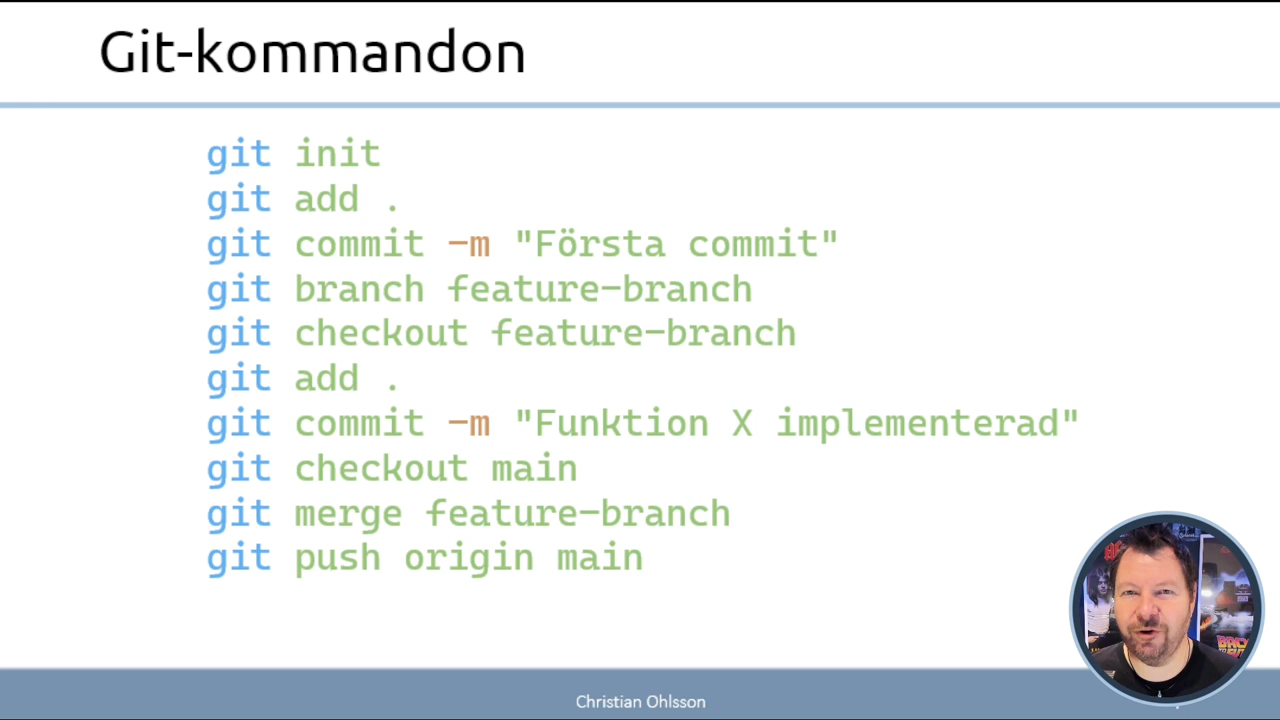 Git-kommandon
git init
git add .
git commit -m "Första commit"
git branch feature-branch
git checkout feature-branch
git add .
git commit -m "Funktion X implementerad"
git checkout main
git merge feature-branch
git push origin main
BACK
Christian Ohlsson